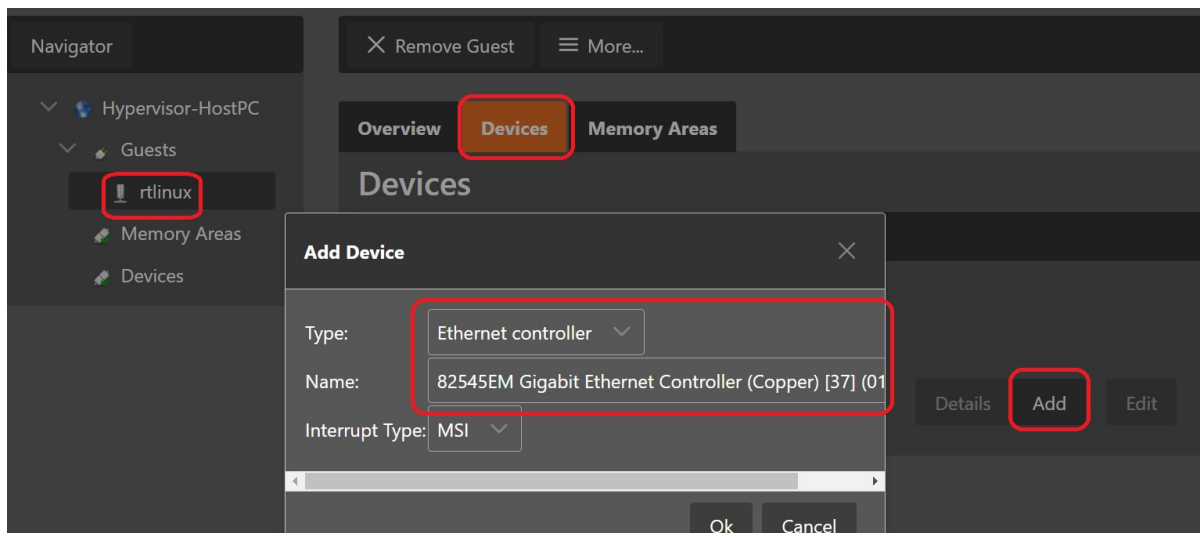 Navigator
Remove Guest More...
Hypervisor-HostPC
Guests
rtlinux
Memory Areas
Devices
Overview Devices Memory Areas
Devices
Add Device
Type: Ethernet controller
Name: 82545EM Gigabit Ethernet Controller (Copper) [37] (01
Interrupt Type: MSI
Details Add Edit
Ok Cancel